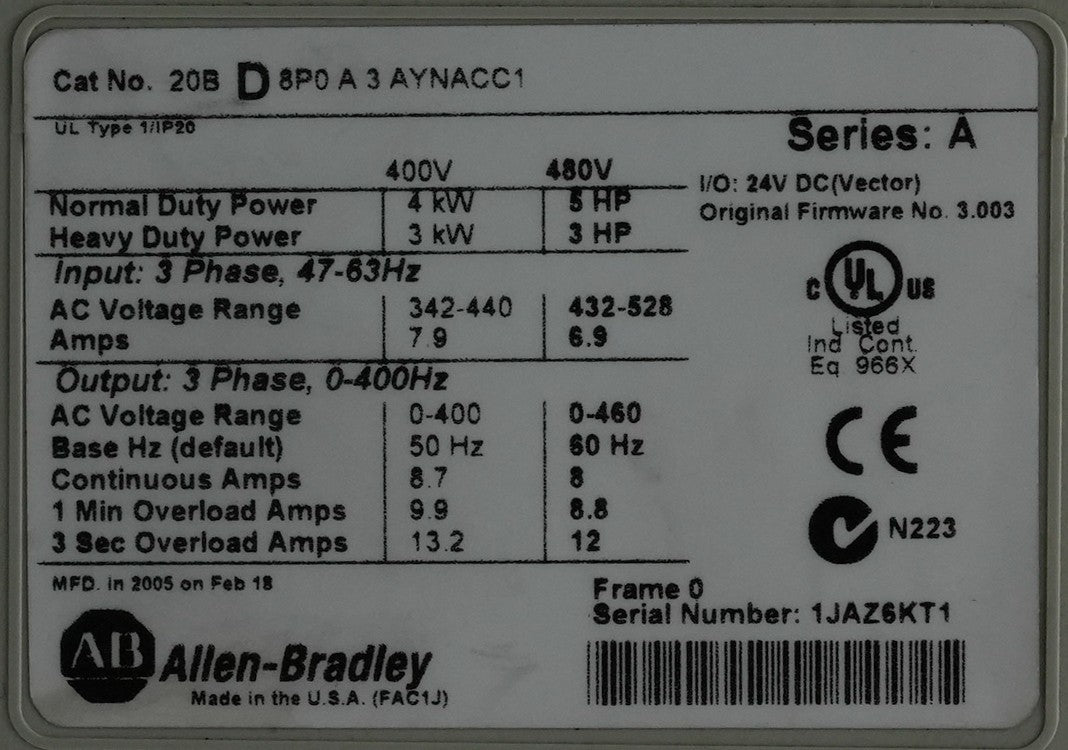 Cat No. 20B D 8P0 A 3 AYNACC1
UL Type 1/IP20
Series: A
400V 480V
I/O: 24V DC(Vector)
Normal Duty Power 4 kW 5 HP
Original Firmware No. 3.003
Heavy Duty Power 3 kW 3 HP
Input: 3 Phase, 47-63Hz
C UL US
AC Voltage Range 342-440 432-528
Listed
Amps 7.9 6.9
Ind Cont.
Eq 966X
Output: 3 Phase, 0-400Hz
AC Voltage Range 0-400 0-460
CE
Base Hz (default) 50 Hz 60 Hz
Continuous Amps 8.7 8
1 Min Overload Amps 9.9 8.8
N223
3 Sec Overload Amps 13.2 12
MFD. in 2005 on Feb 18
Frame 0
Serial Number: 1JAZ6KT1
AB Allen-Bradley
Made in the U.S.A. (FAC1J)